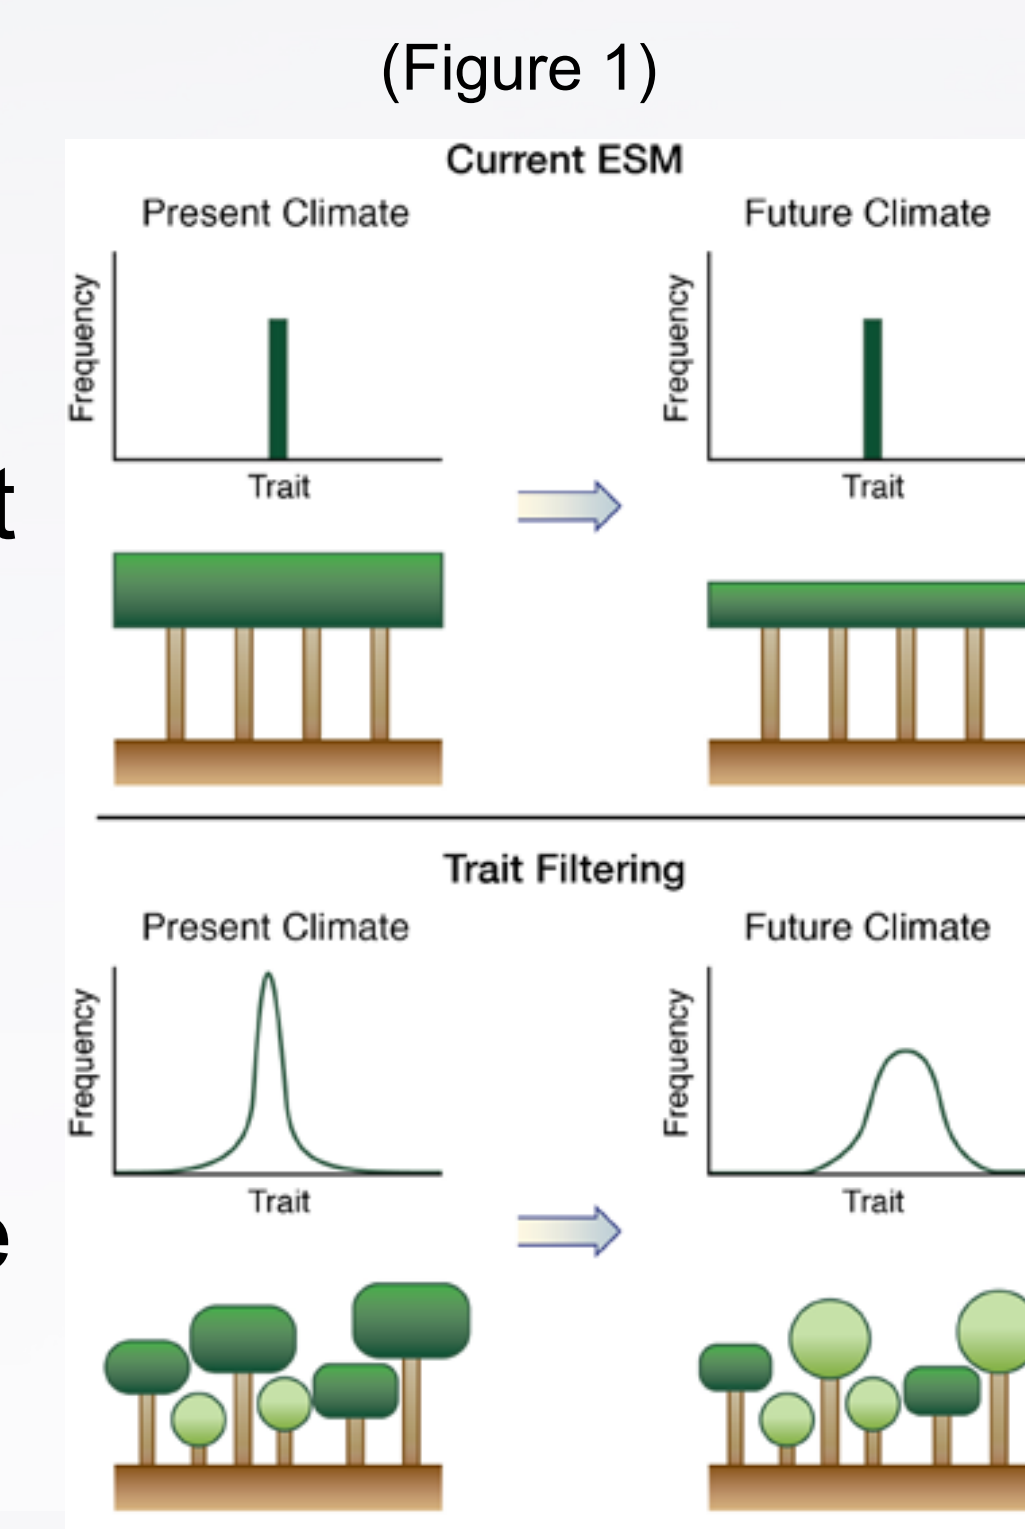 (Figure 1)
Current ESM
Present Climate
Future Climate
Frequency
Frequency
Trait
Trait
t
Trait Filtering
Present Climate
Future Climate
Frequency
Frequency
Trait
Trait
e